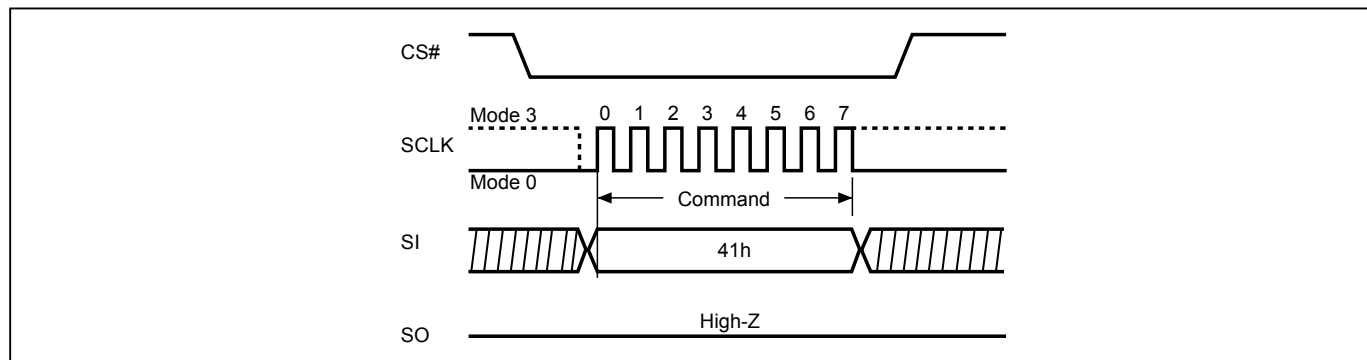 CS#
Mode 3
0 1 2 3 4 5 6 7
SCLK
Mode 0
Command
SI
41h
High-Z
SO